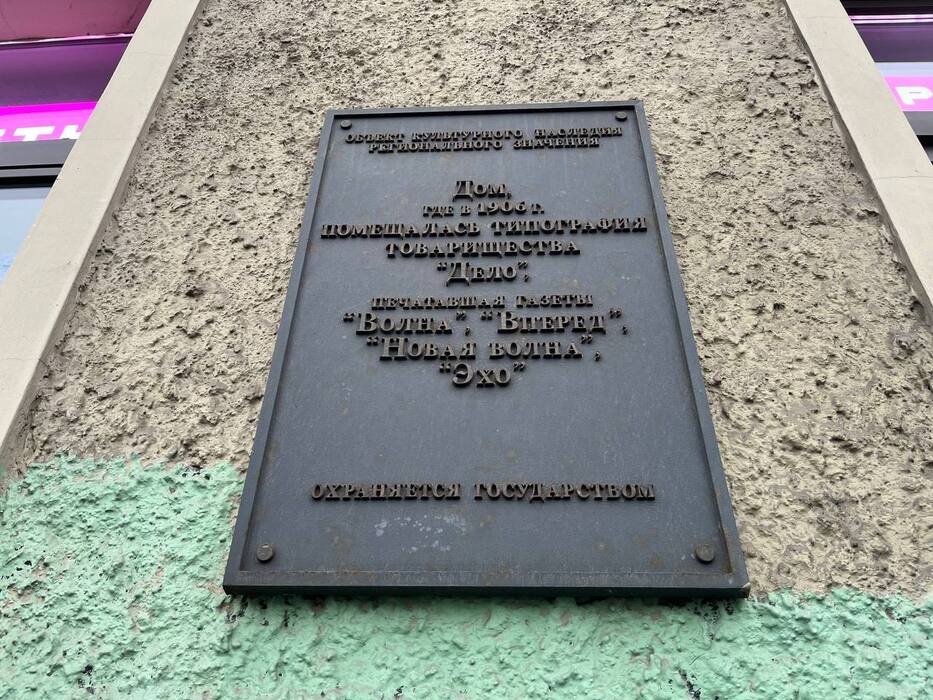 ОБЪЕКТ КУЛЬТУРНОГО НАСЛЕДИЯ
РЕГИОНАЛЬНОГО ЗНАЧЕНИЯ
Дом,
ГДЕ В 1906 Г.
ПОМЕЩАЛАСЬ ТИПОГРАФИЯ
ТОВАРИЩЕСТВА
“Дело”,
ПЕЧАТАВШАЯ ГАЗЕТЫ
“Волна”, “Вперед”,
“Новая волна”,
“Эхо”
ОХРАНЯЕТСЯ ГОСУДАРСТВОМ